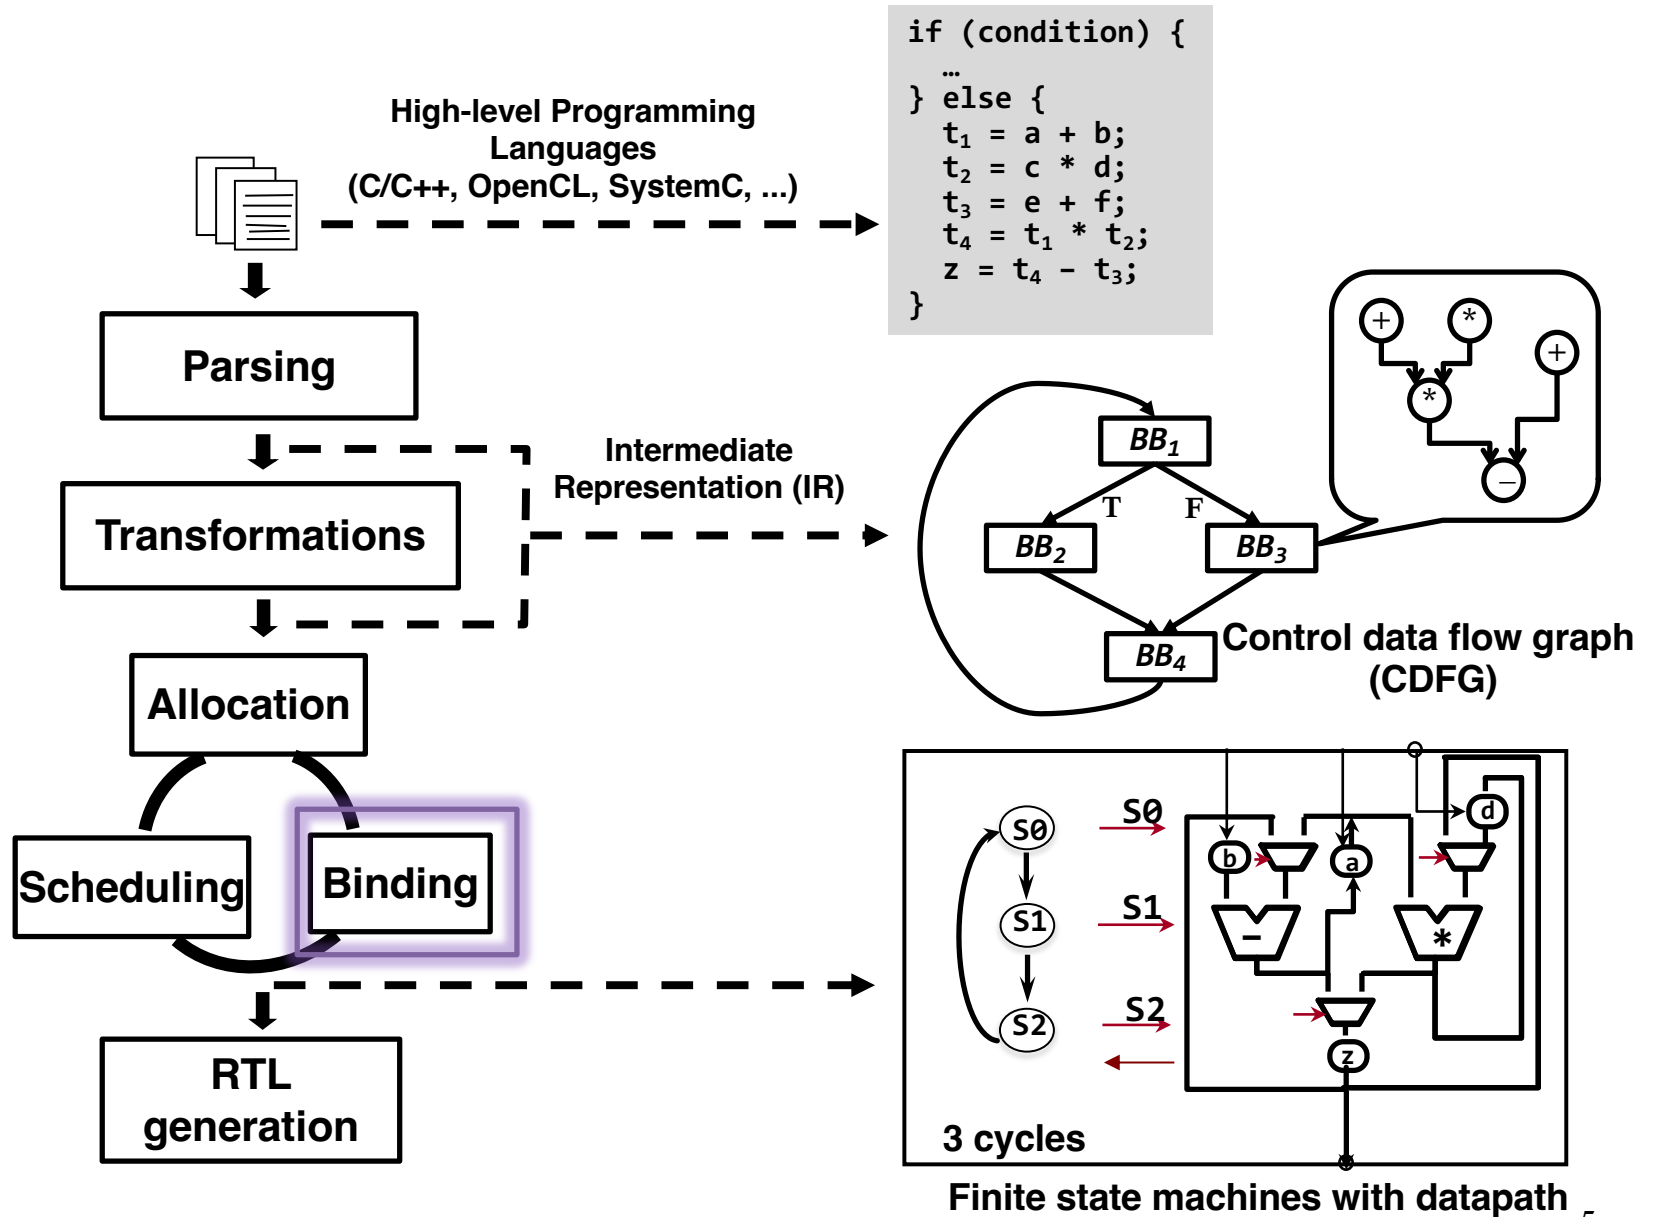 High-level Programming
Languages
(C/C++, OpenCL, SystemC, ...)
if (condition) {
…
} else {
t₁ = a + b;
t₂ = c * d;
t₃ = e + f;
t₄ = t₁ * t₂;
z = t₄ − t₃;
}
Parsing
Transformations
Allocation
Scheduling
Binding
RTL
generation
Intermediate
Representation (IR)
BB₁
T
F
BB₂
BB₃
BB₄
+
*
+
*
−
Control data flow graph
(CDFG)
S0
S1
S2
S0
S1
S2
b
a
d
−
*
z
3 cycles
Finite state machines with datapath